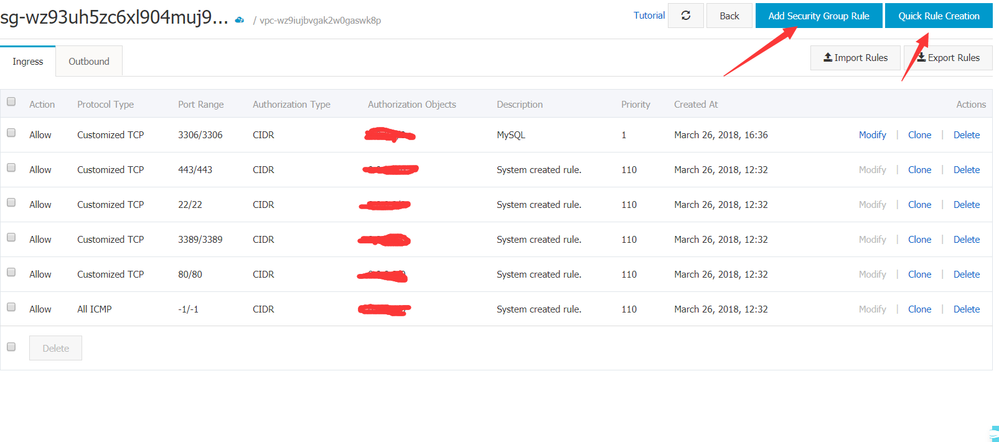 sg-wz93uh5zc6xl904muj9... / vpc-wz9iujbvgak2w0gaswk8p Tutorial Back Add Security Group Rule Quick Rule Creation
Ingress Outbound Import Rules Export Rules
Action Protocol Type Port Range Authorization Type Authorization Objects Description Priority Created At Actions
Allow Customized TCP 3306/3306 CIDR MySQL 1 March 26, 2018, 16:36 Modify | Clone | Delete
Allow Customized TCP 443/443 CIDR System created rule. 110 March 26, 2018, 12:32 Modify | Clone | Delete
Allow Customized TCP 22/22 CIDR System created rule. 110 March 26, 2018, 12:32 Modify | Clone | Delete
Allow Customized TCP 3389/3389 CIDR System created rule. 110 March 26, 2018, 12:32 Modify | Clone | Delete
Allow Customized TCP 80/80 CIDR System created rule. 110 March 26, 2018, 12:32 Modify | Clone | Delete
Allow All ICMP -1/-1 CIDR System created rule. 110 March 26, 2018, 12:32 Modify | Clone | Delete
Delete